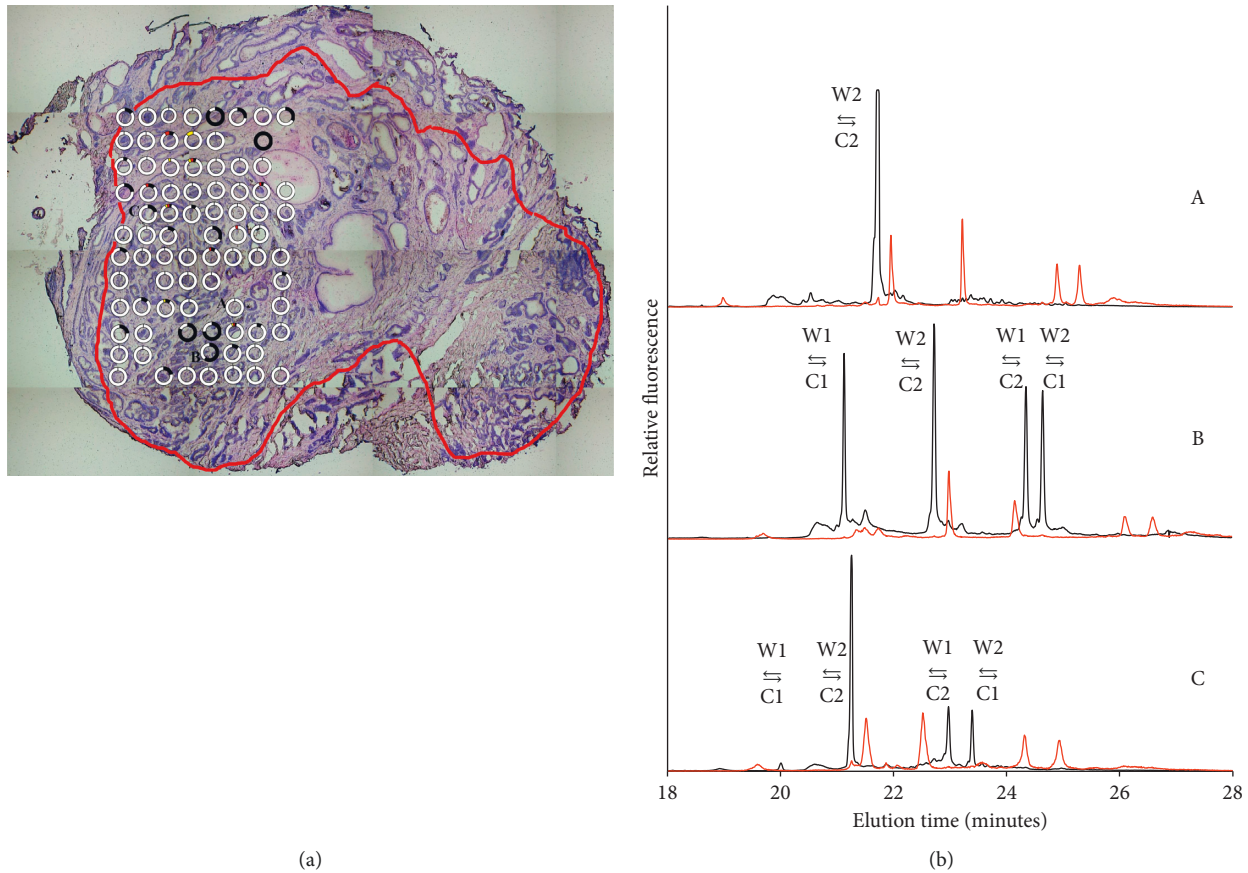 C
A
B
(a)
Relative fluorescence
W2
⇆
C2
A
W1 W2 W1 W2
⇆ ⇆ ⇆ ⇆
C1 C2 C2 C1
B
W1 W2 W1 W2
⇆ ⇆ ⇆ ⇆
C1 C2 C2 C1
C
18 20 22 24 26 28
Elution time (minutes)
(b)